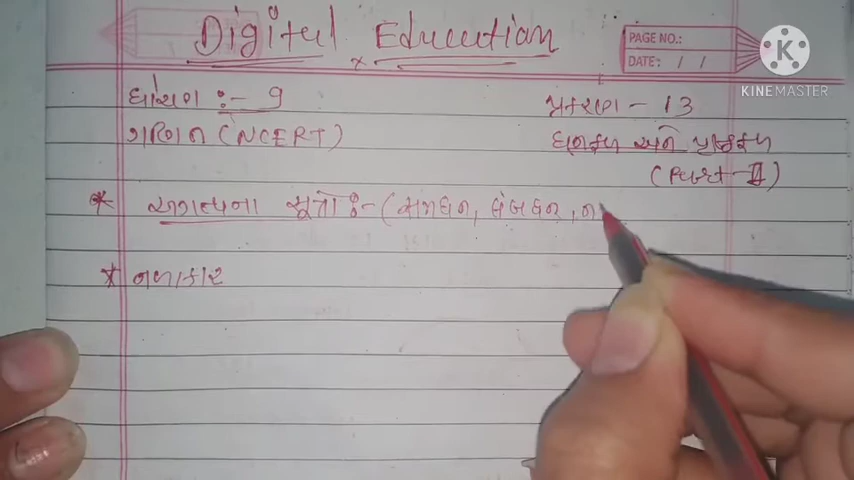 Digital Education
PAGE NO.:
DATE: / /
KINEMASTER
ધોરણ :- 9
પ્રકરણ - 13
ગણિત (NCERT)
ઘનફળ અને પૃષ્ઠફળ
(Part-II)
* અગત્યના સૂત્રો :- (સમઘન, લંબઘન, ન
* નળાકાર